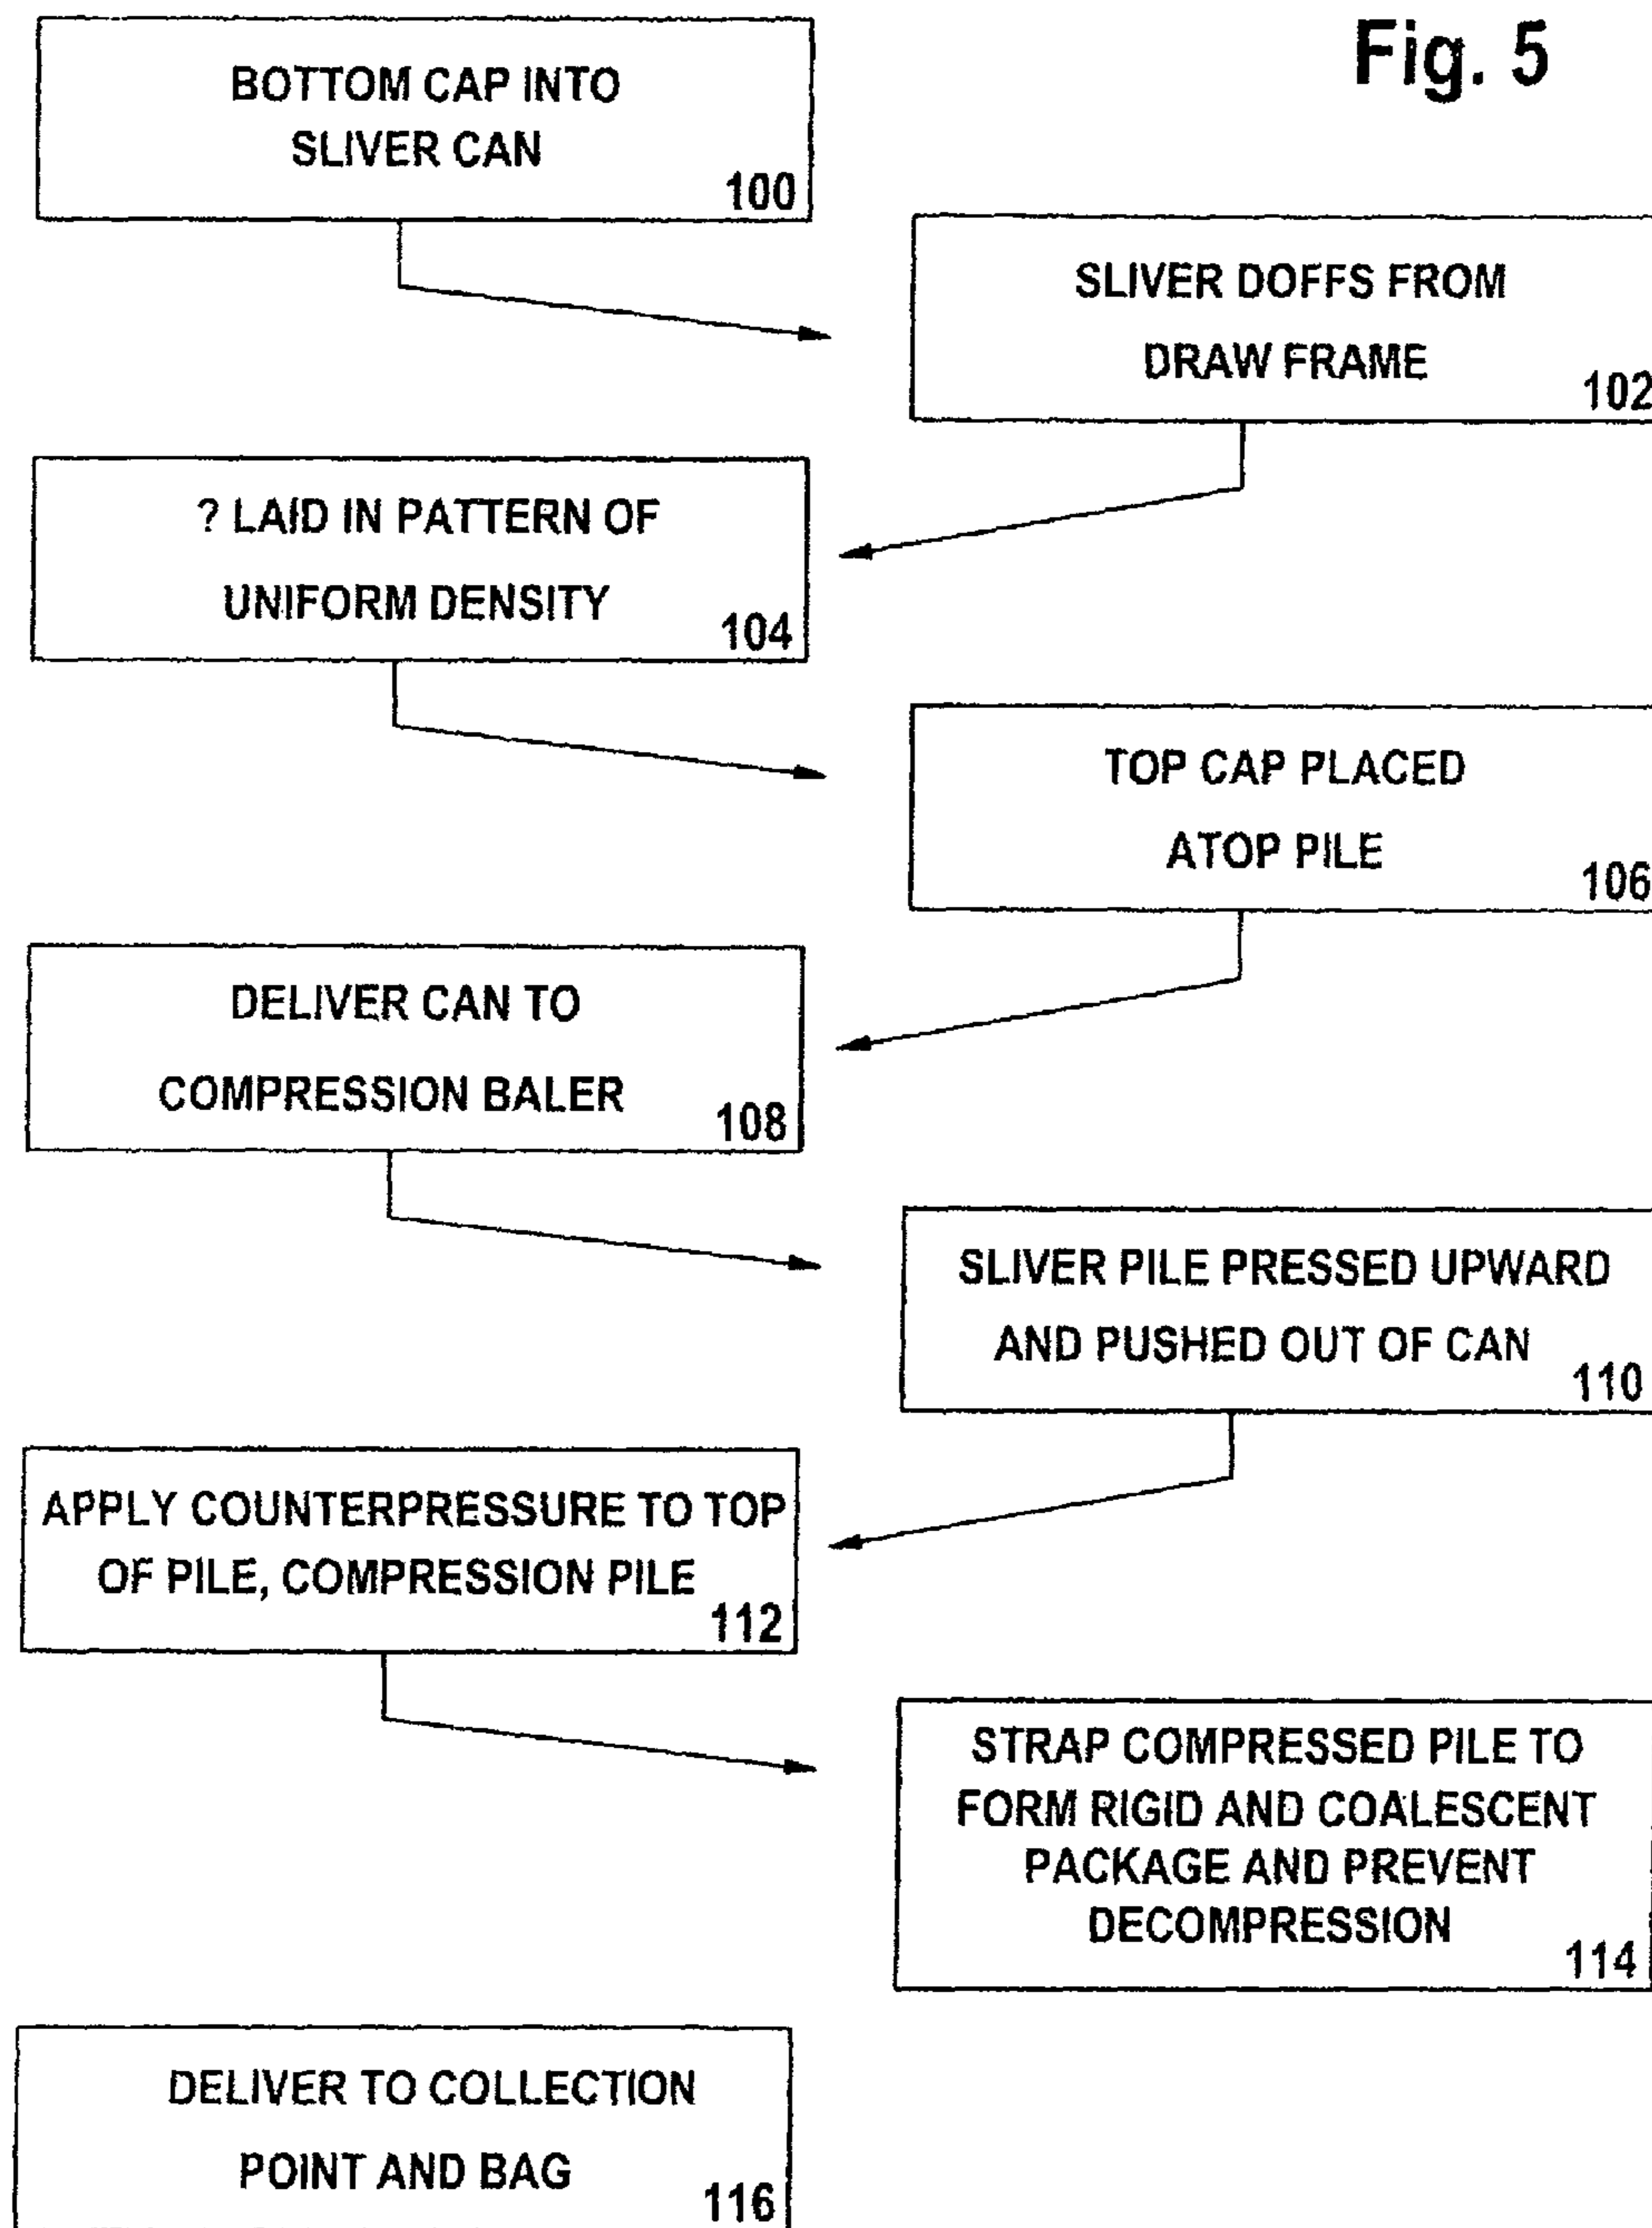 Fig. 5
BOTTOM CAP INTO
SLIVER CAN
100
SLIVER DOFFS FROM
DRAW FRAME
102
? LAID IN PATTERN OF
UNIFORM DENSITY
104
TOP CAP PLACED
ATOP PILE
106
DELIVER CAN TO
COMPRESSION BALER
108
SLIVER PILE PRESSED UPWARD
AND PUSHED OUT OF CAN
110
APPLY COUNTERPRESSURE TO TOP
OF PILE, COMPRESSION PILE
112
STRAP COMPRESSED PILE TO
FORM RIGID AND COALESCENT
PACKAGE AND PREVENT
DECOMPRESSION
114
DELIVER TO COLLECTION
POINT AND BAG
116